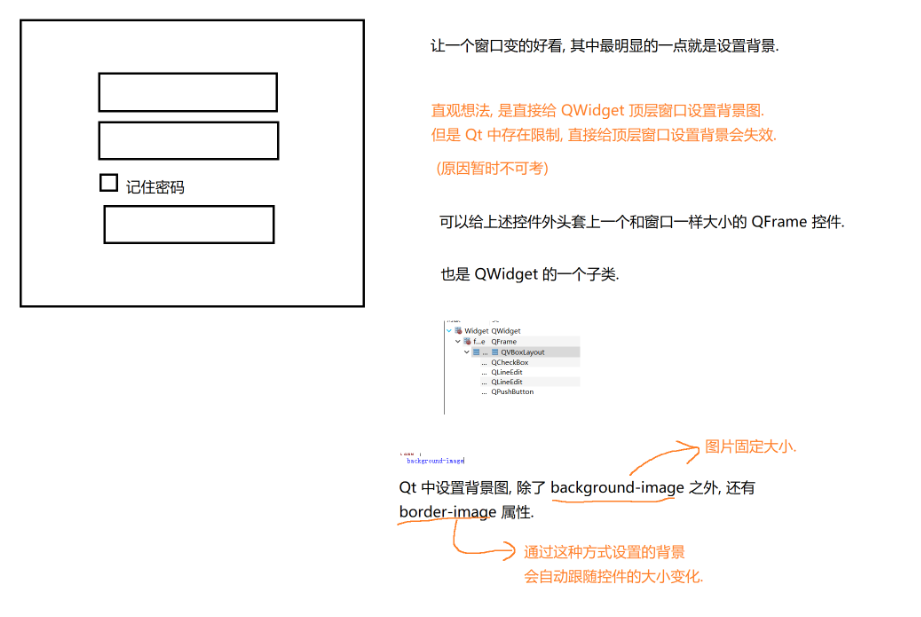 让一个窗口变的好看, 其中最明显的一点就是设置背景.
直观想法, 是直接给 QWidget 顶层窗口设置背景图.
但是 Qt 中存在限制, 直接给顶层窗口设置背景会失效.
(原因暂时不可考)
记住密码
可以给上述控件外头套上一个和窗口一样大小的 QFrame 控件.
也是 QWidget 的一个子类.
Widget QWidget
f...e QFrame
... QVBoxLayout
... QCheckBox
... QLineEdit
... QLineEdit
... QPushButton
图片固定大小.
background-image
Qt 中设置背景图, 除了 background-image 之外, 还有
border-image 属性.
通过这种方式设置的背景
会自动跟随控件的大小变化.